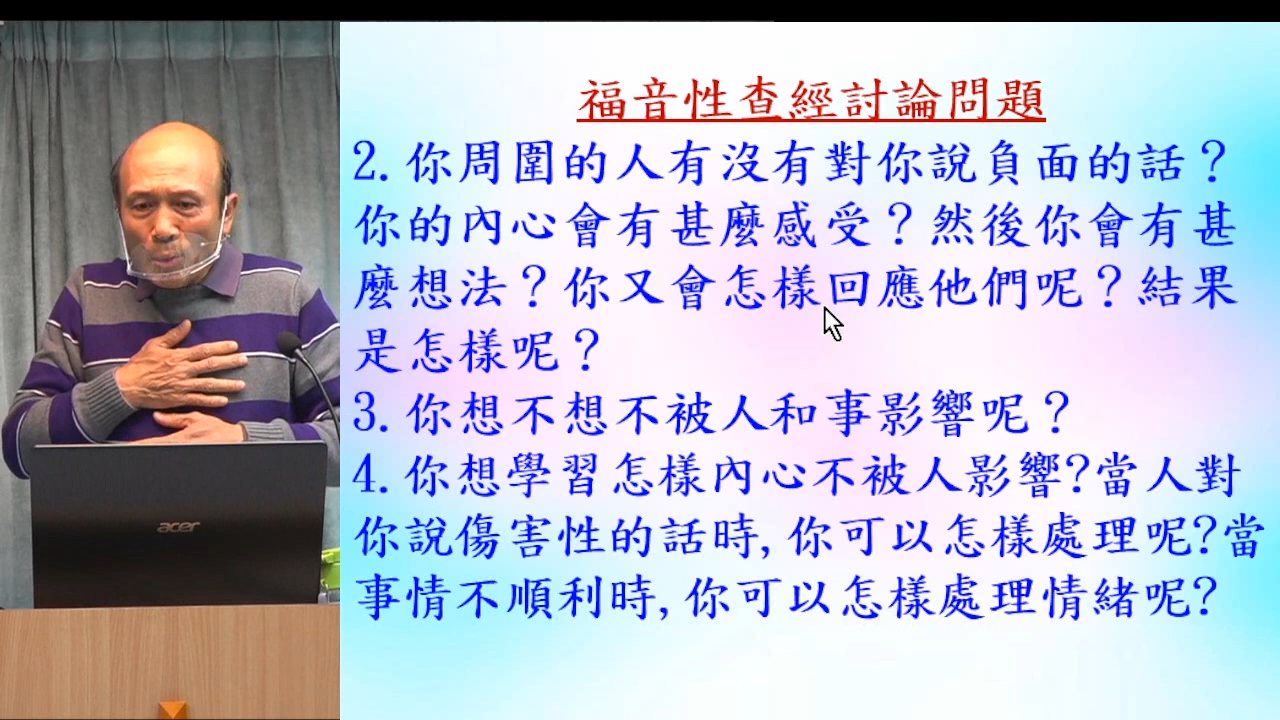 福音性查經討論問題
2.你周圍的人有沒有對你說負面的話？
你的內心會有甚麼感受？然後你會有甚
麼想法？你又會怎樣回應他們呢？結果
是怎樣呢？
3.你想不想不被人和事影響呢？
4.你想學習怎樣內心不被人影響?當人對
你說傷害性的話時,你可以怎樣處理呢?當
事情不順利時,你可以怎樣處理情緒呢?
acer